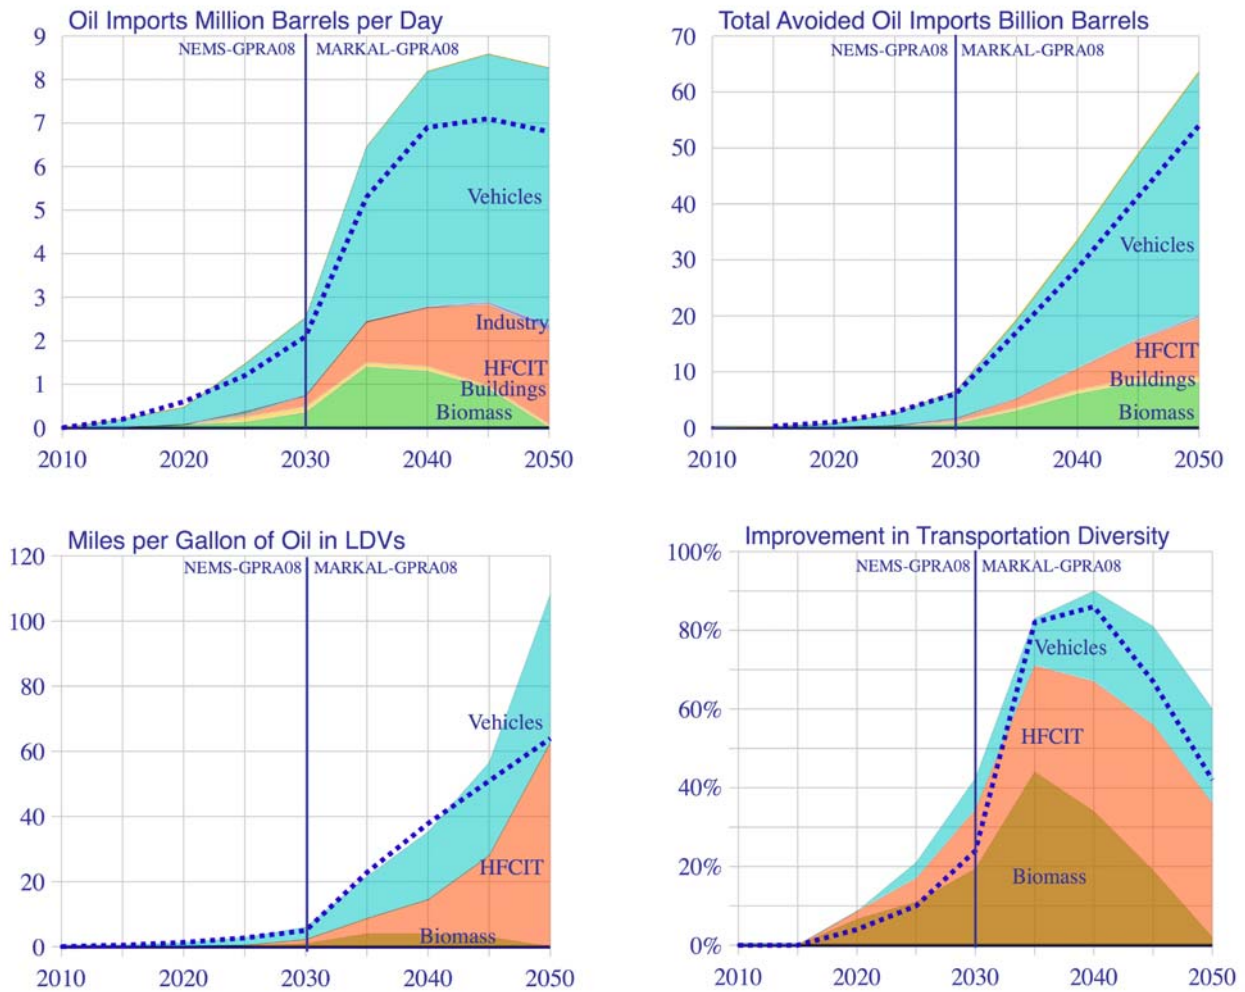 Oil Imports Million Barrels per Day
NEMS-GPRA08 MARKAL-GPRA08
9
8
7
6
5
4
3
2
1
0
Vehicles
Industry
HFCIT
Buildings
Biomass
2010 2020 2030 2040 2050
Total Avoided Oil Imports Billion Barrels
NEMS-GPRA08 MARKAL-GPRA08
70
60
50
40
30
20
10
0
Vehicles
HFCIT
Buildings
Biomass
2010 2020 2030 2040 2050
Miles per Gallon of Oil in LDVs
NEMS-GPRA08 MARKAL-GPRA08
120
100
80
60
40
20
0
Vehicles
HFCIT
Biomass
2010 2020 2030 2040 2050
Improvement in Transportation Diversity
NEMS-GPRA08 MARKAL-GPRA08
100%
80%
60%
40%
20%
0%
Vehicles
HFCIT
Biomass
2010 2020 2030 2040 2050